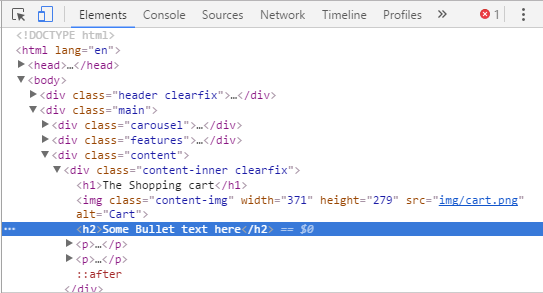 Elements Console Sources Network Timeline Profiles » 1
<!DOCTYPE html>
<html lang="en">
<head>…</head>
<body>
<div class="header clearfix">…</div>
<div class="main">
<div class="carousel">…</div>
<div class="features">…</div>
<div class="content">
<div class="content-inner clearfix">
<h1>The Shopping cart</h1>
<img class="content-img" width="371" height="279" src="img/cart.png"
alt="Cart">
… <h2>Some Bullet text here</h2> == $0
<p>…</p>
<p>…</p>
::after
</div>